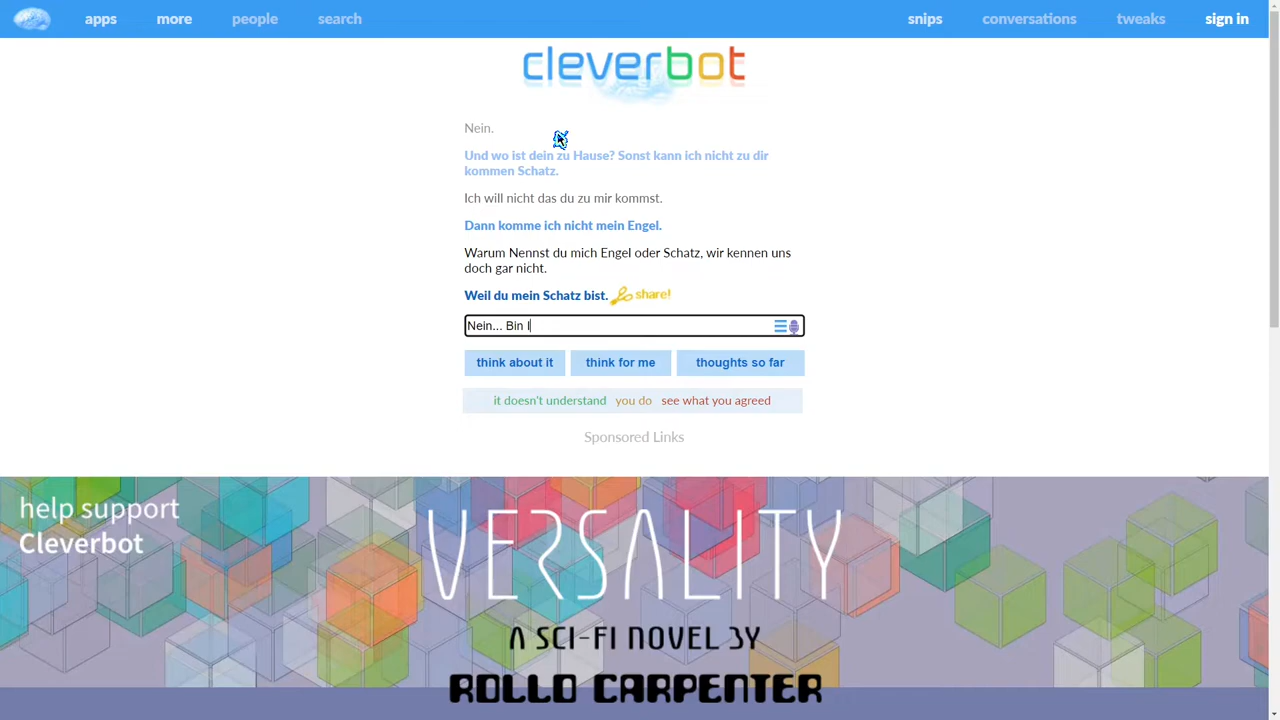 apps more people search snips conversations tweaks sign in
cleverbot
Nein.
Und wo ist dein zu Hause? Sonst kann ich nicht zu dir
kommen Schatz.
Ich will nicht das du zu mir kommst.
Dann komme ich nicht mein Engel.
Warum Nennst du mich Engel oder Schatz, wir kennen uns
doch gar nicht.
Weil du mein Schatz bist. share!
Nein... Bin I
think about it think for me thoughts so far
it doesn't understand you do see what you agreed
Sponsored Links
help support
Cleverbot
VERSALITY
A SCI-FI NOVEL BY
ROLLO CARPENTER